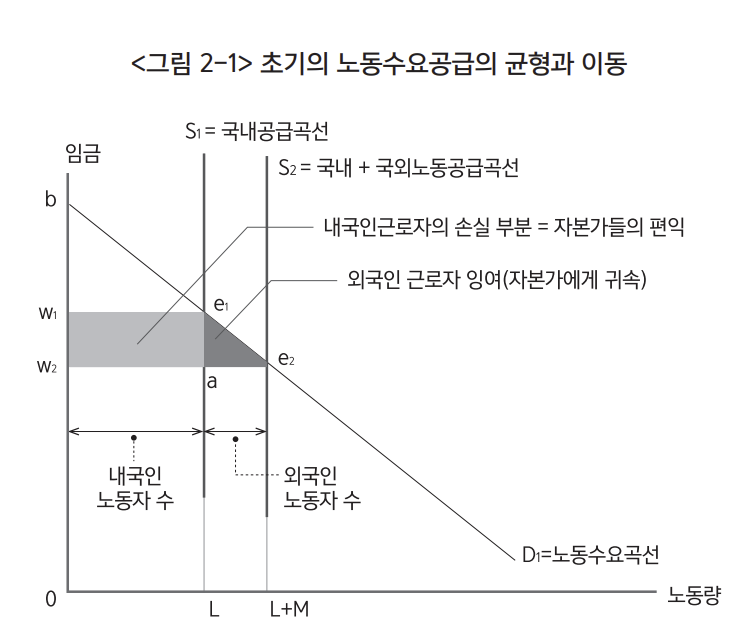 <그림 2-1> 초기의 노동수요공급의 균형과 이동
S1= 국내공급곡선
임금
S2= 국내 + 국외노동공급곡선
b
내국인근로자의 손실 부분 = 자본가들의 편익
외국인 근로자 잉여(자본가에게 귀속)
w1
e1
w2
e2
a
내국인
노동자 수
외국인
노동자 수
D1=노동수요곡선
0
노동량
L
L+M